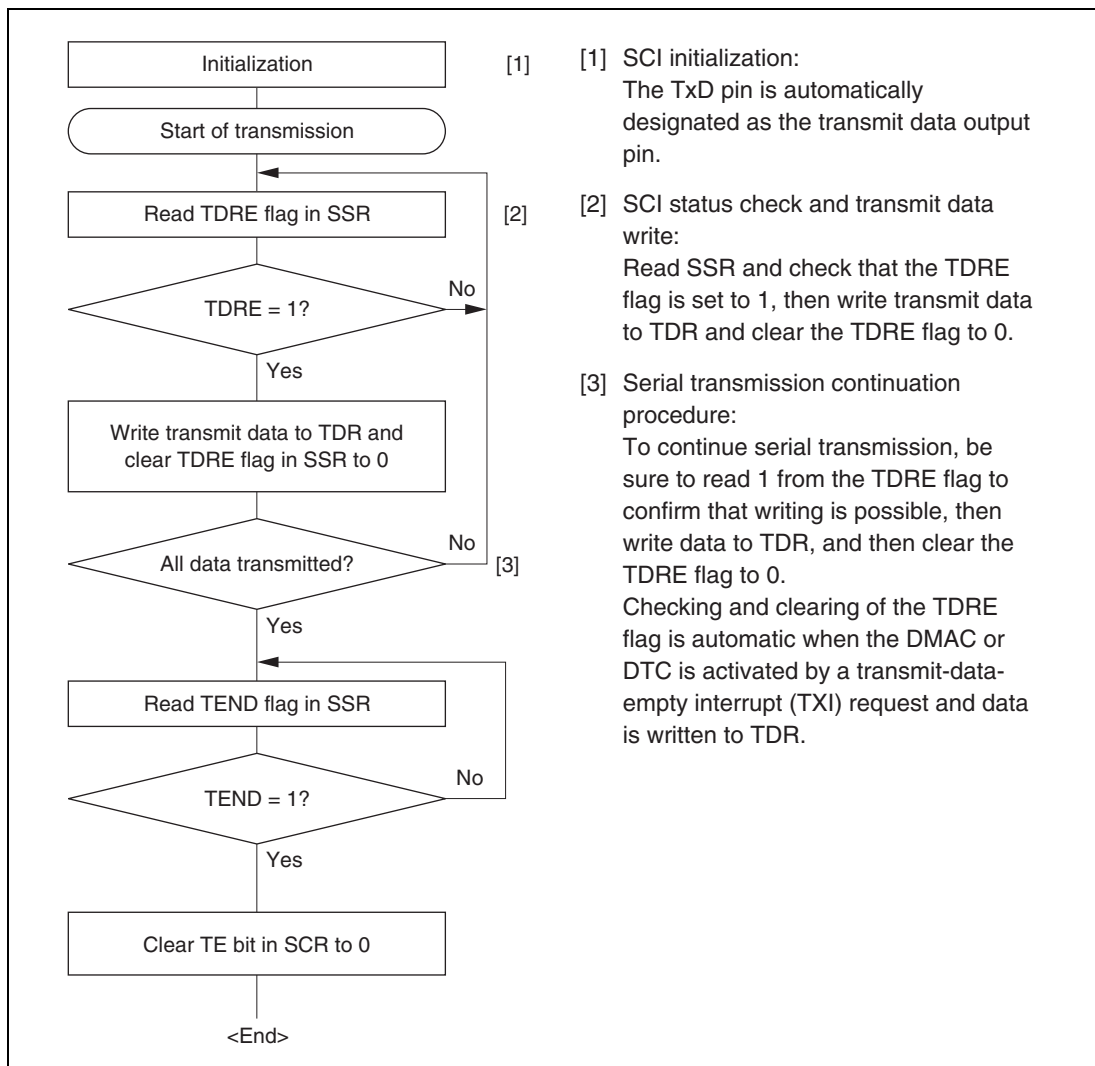 Initialization
[1]
Start of transmission
Read TDRE flag in SSR
[2]
No
TDRE = 1?
Yes
Write transmit data to TDR and
clear TDRE flag in SSR to 0
No
All data transmitted?
[3]
Yes
Read TEND flag in SSR
No
TEND = 1?
Yes
Clear TE bit in SCR to 0
<End>
[1] SCI initialization:
The TxD pin is automatically
designated as the transmit data output
pin.
[2] SCI status check and transmit data
write:
Read SSR and check that the TDRE
flag is set to 1, then write transmit data
to TDR and clear the TDRE flag to 0.
[3] Serial transmission continuation
procedure:
To continue serial transmission, be
sure to read 1 from the TDRE flag to
confirm that writing is possible, then
write data to TDR, and then clear the
TDRE flag to 0.
Checking and clearing of the TDRE
flag is automatic when the DMAC or
DTC is activated by a transmit-data-
empty interrupt (TXI) request and data
is written to TDR.